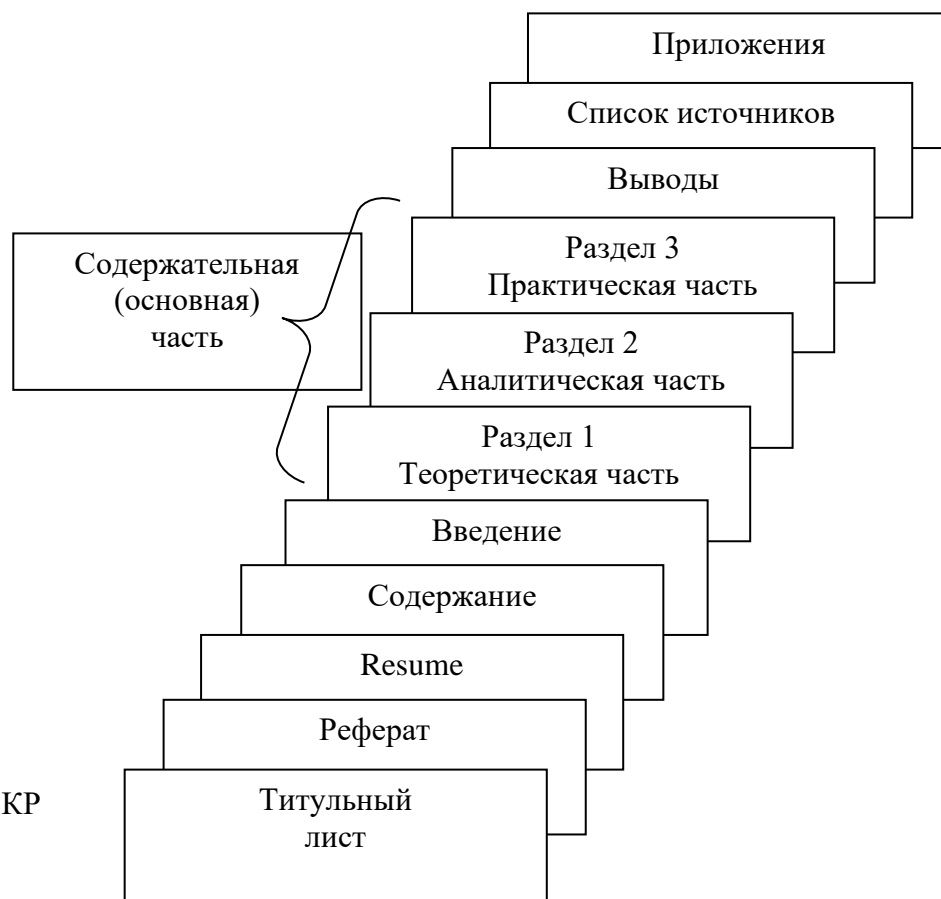 Приложения
Список источников
Выводы
Раздел 3
Практическая часть
Содержательная
(основная)
часть
Раздел 2
Аналитическая часть
Раздел 1
Теоретическая часть
Введение
Содержание
Resume
Реферат
КР
Титульный
лист